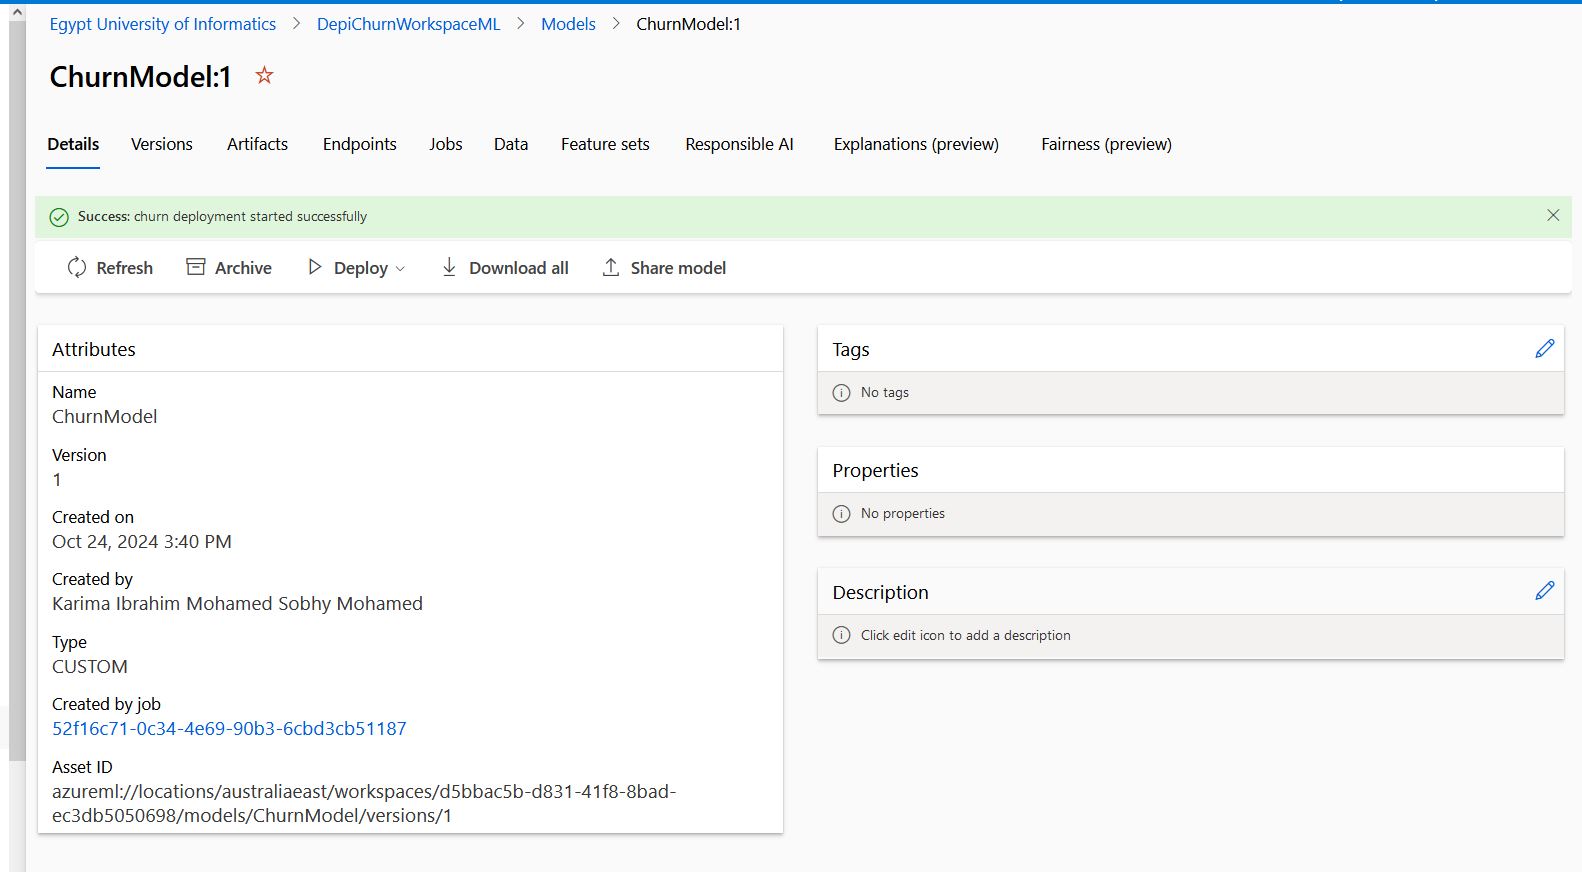 Egypt University of Informatics > DepiChurnWorkspaceML > Models > ChurnModel:1
ChurnModel:1
Details Versions Artifacts Endpoints Jobs Data Feature sets Responsible AI Explanations (preview) Fairness (preview)
Success: churn deployment started successfully
Refresh Archive Deploy Download all Share model
Attributes
Name
ChurnModel
Version
1
Created on
Oct 24, 2024 3:40 PM
Created by
Karima Ibrahim Mohamed Sobhy Mohamed
Type
CUSTOM
Created by job
52f16c71-0c34-4e69-90b3-6cbd3cb51187
Asset ID
azureml://locations/australiaeast/workspaces/d5bbac5b-d831-41f8-8bad-
ec3db5050698/models/ChurnModel/versions/1
Tags
No tags
Properties
No properties
Description
Click edit icon to add a description